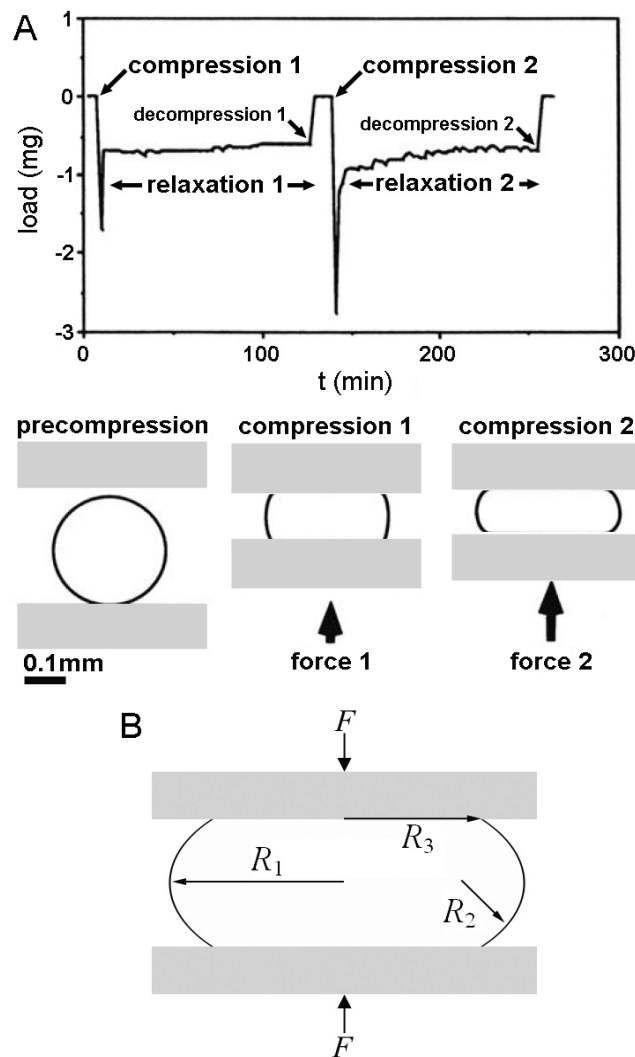 A
compression 1
compression 2
decompression 1
decompression 2
relaxation 1
relaxation 2
load (mg)
1
0
-1
-2
-3
0
100
200
300
t (min)
precompression
compression 1
compression 2
0.1mm
force 1
force 2
B
F
R3
R1
R2
F